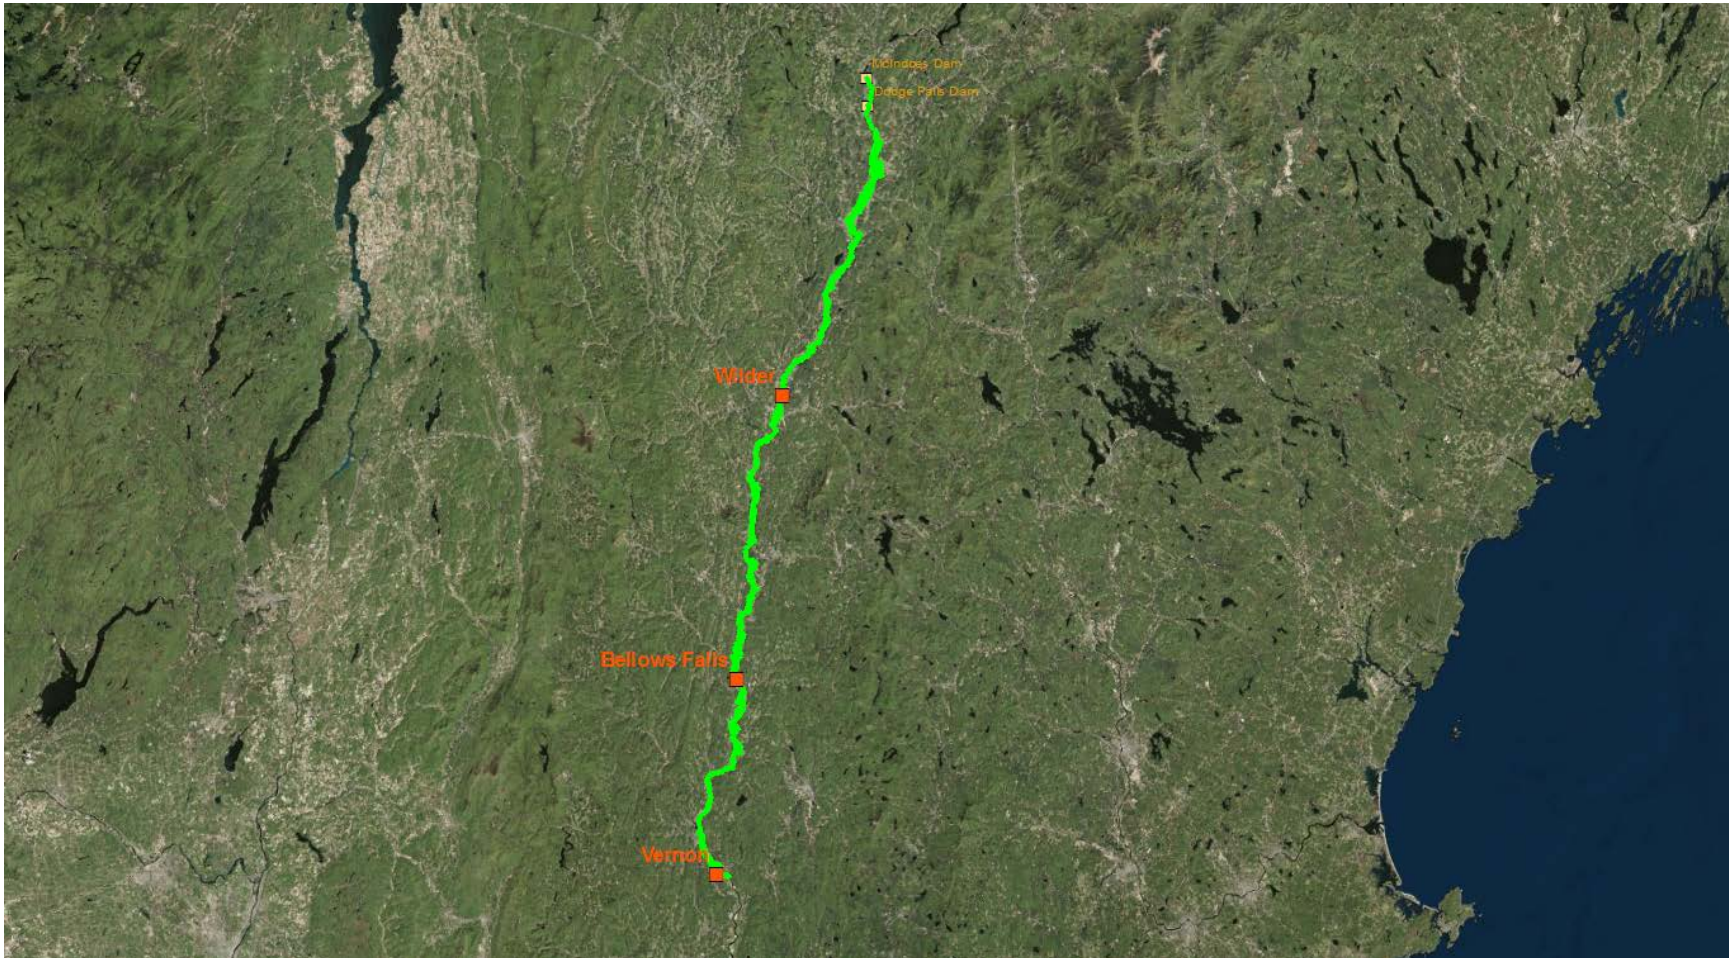 McIndoes Dam
Dodge Falls Dam
Wilder
Bellows Falls
Vernon